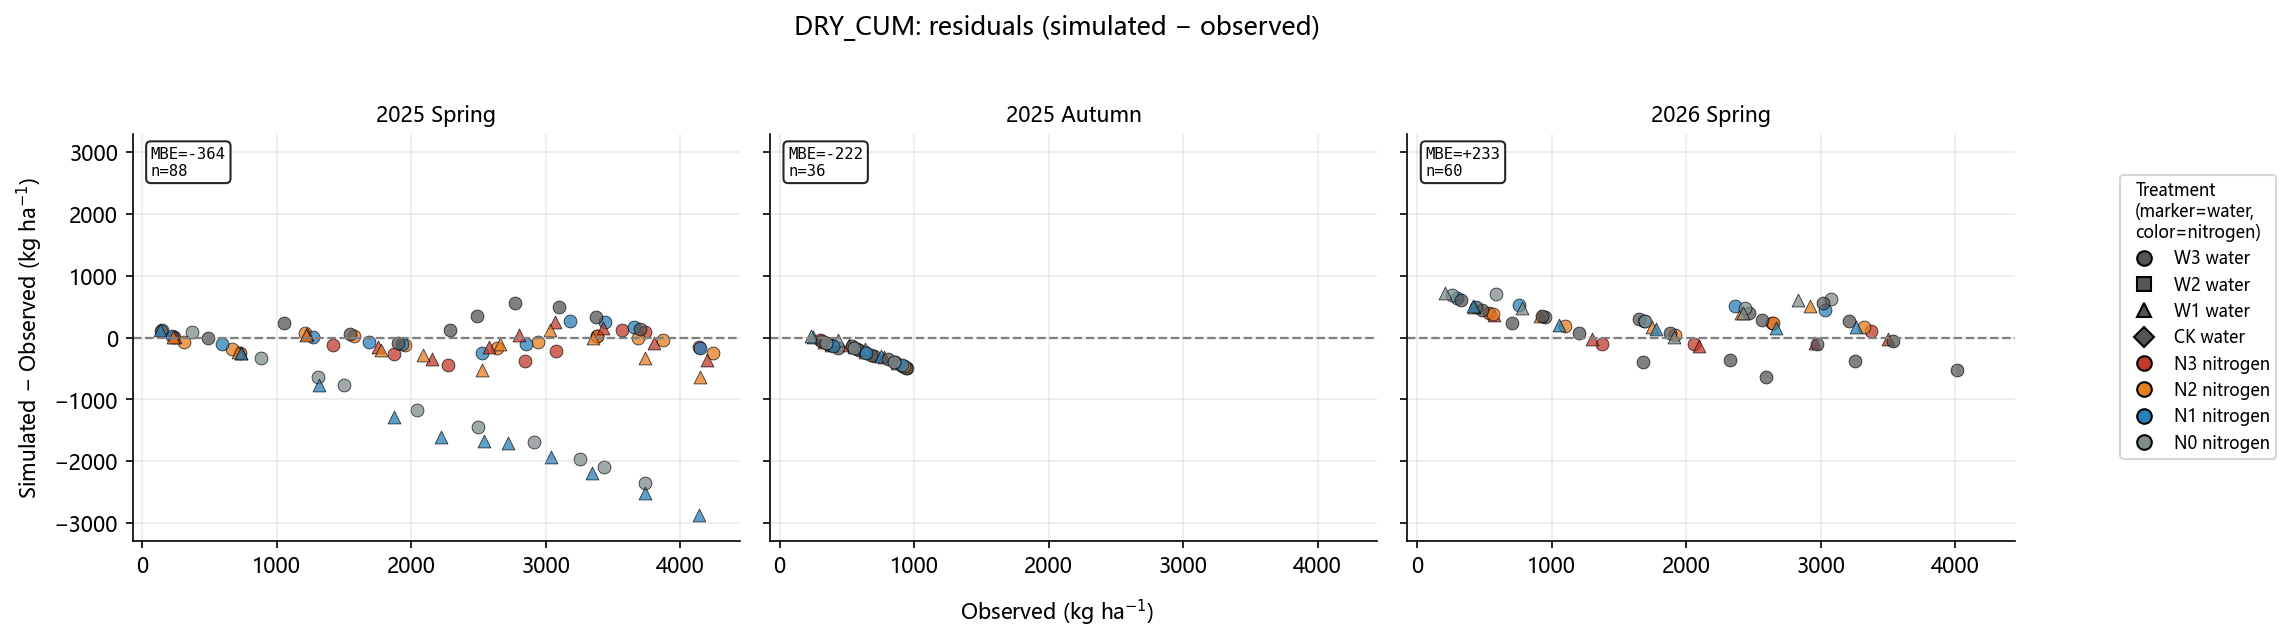 DRY_CUM: residuals (simulated − observed)
2025 Spring
2025 Autumn
2026 Spring
MBE=-364
n=88
MBE=-222
n=36
MBE=+233
n=60
3000
2000
1000
0
−1000
−2000
−3000
Simulated − Observed (kg ha⁻¹)
0 1000 2000 3000 4000
0 1000 2000 3000 4000
0 1000 2000 3000 4000
Observed (kg ha⁻¹)
Treatment
(marker=water,
color=nitrogen)
W3 water
W2 water
W1 water
CK water
N3 nitrogen
N2 nitrogen
N1 nitrogen
N0 nitrogen